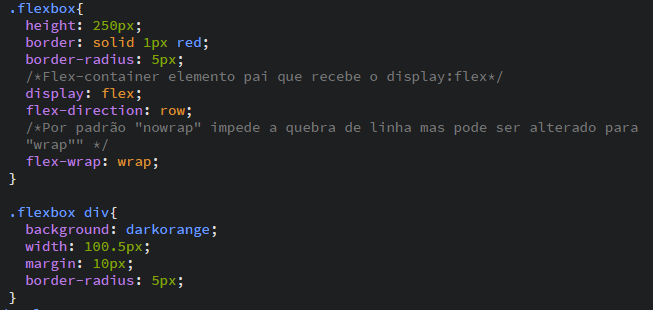 .flexbox{
height: 250px;
border: solid 1px red;
border-radius: 5px;
/*Flex-container elemento pai que recebe o display:flex*/
display: flex;
flex-direction: row;
/*Por padrão "nowrap" impede a quebra de linha mas pode ser alterado para
"wrap"" */
flex-wrap: wrap;
}
.flexbox div{
background: darkorange;
width: 100.5px;
margin: 10px;
border-radius: 5px;
}